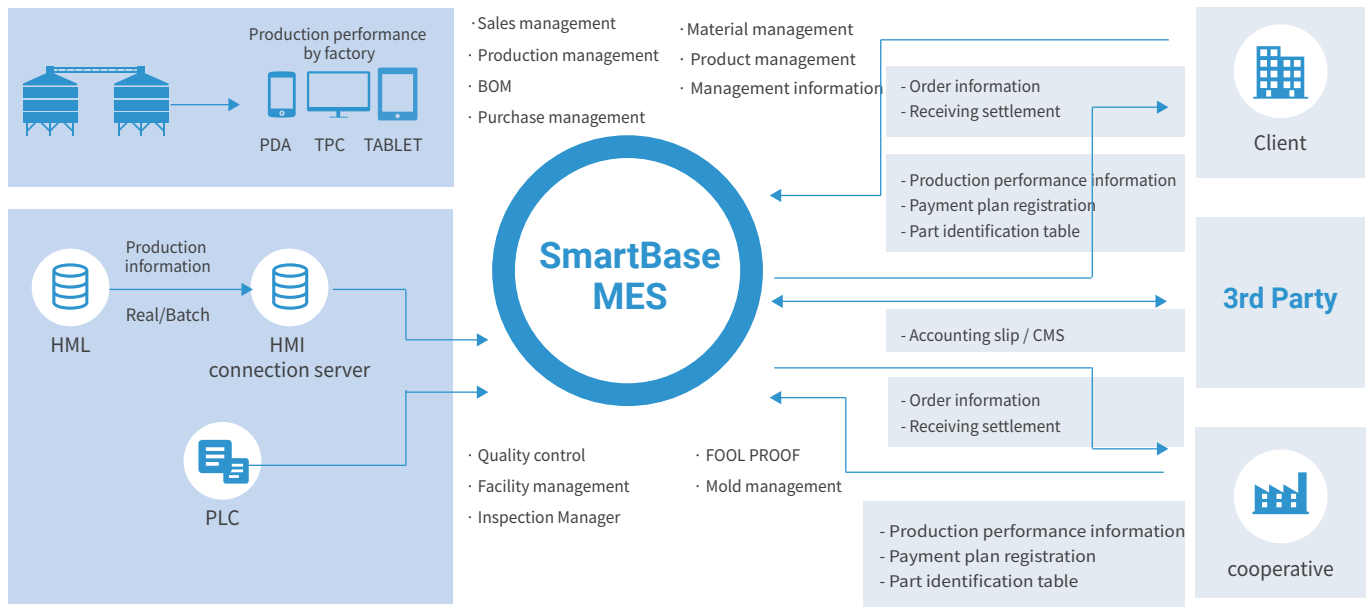 Production performance
by factory
PDA
TPC
TABLET
Production
information
Real/Batch
HML
HMI
connection server
PLC
· Sales management
· Production management
· BOM
· Purchase management
· Material management
· Product management
· Management information
SmartBase
MES
· Quality control
· Facility management
· Inspection Manager
· FOOL PROOF
· Mold management
- Order information
- Receiving settlement
- Production performance information
- Payment plan registration
- Part identification table
- Accounting slip / CMS
- Order information
- Receiving settlement
- Production performance information
- Payment plan registration
- Part identification table
Client
3rd Party
cooperative